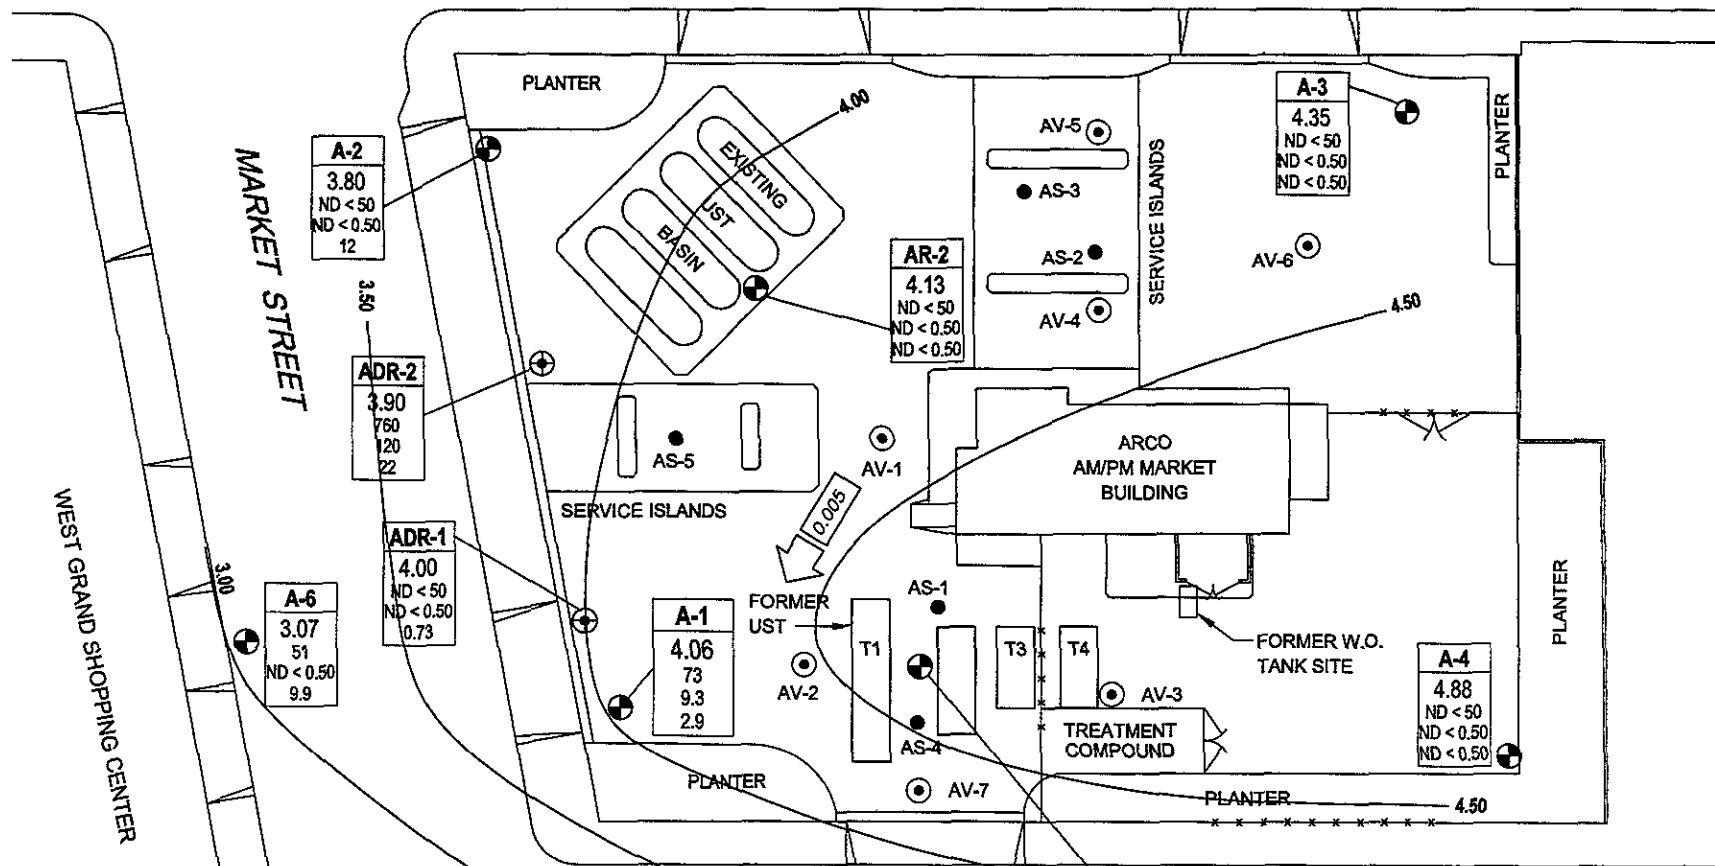 PLANTER
4.00
A-3
4.35
ND < 50
ND < 0.50
ND < 0.50
PLANTER
AV-5
SERVICE ISLANDS
A-2
3.80
ND < 50
ND < 0.50
12
MARKET STREET
EXISTING
UST
BASIN
AS-3
AS-2
AV-6
AR-2
4.13
ND < 50
ND < 0.50
ND < 0.50
AV-4
3.50
4.50
ADR-2
3.90
760
120
22
AS-5
AV-1
ARCO
AM/PM MARKET
BUILDING
SERVICE ISLANDS
0.005
WEST GRAND SHOPPING CENTER
ADR-1
4.00
ND < 50
ND < 0.50
0.73
3.00
A-6
3.07
51
ND < 0.50
9.9
A-1
4.06
73
9.3
2.9
FORMER
UST
AS-1
T1
T3
T4
AV-2
AV-3
FORMER W.O.
TANK SITE
PLANTER
A-4
4.88
ND < 50
ND < 0.50
ND < 0.50
AS-4
TREATMENT
COMPOUND
PLANTER
AV-7
PLANTER
4.50